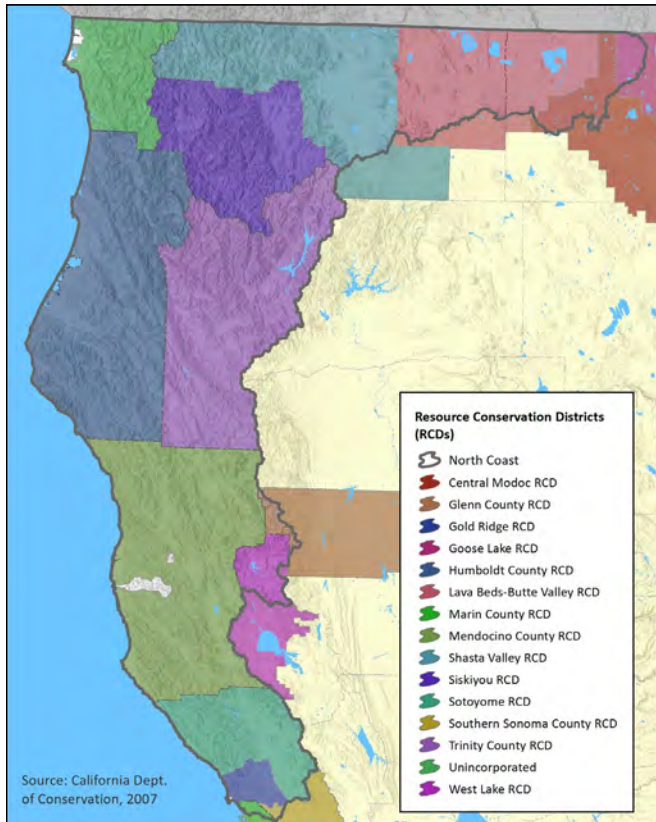 Resource Conservation Districts
(RCDs)
North Coast
Central Modoc RCD
Glenn County RCD
Gold Ridge RCD
Goose Lake RCD
Humboldt County RCD
Lava Beds-Butte Valley RCD
Marin County RCD
Mendocino County RCD
Shasta Valley RCD
Siskiyou RCD
Sotoyome RCD
Southern Sonoma County RCD
Trinity County RCD
Unincorporated
West Lake RCD
Source: California Dept.
of Conservation, 2007